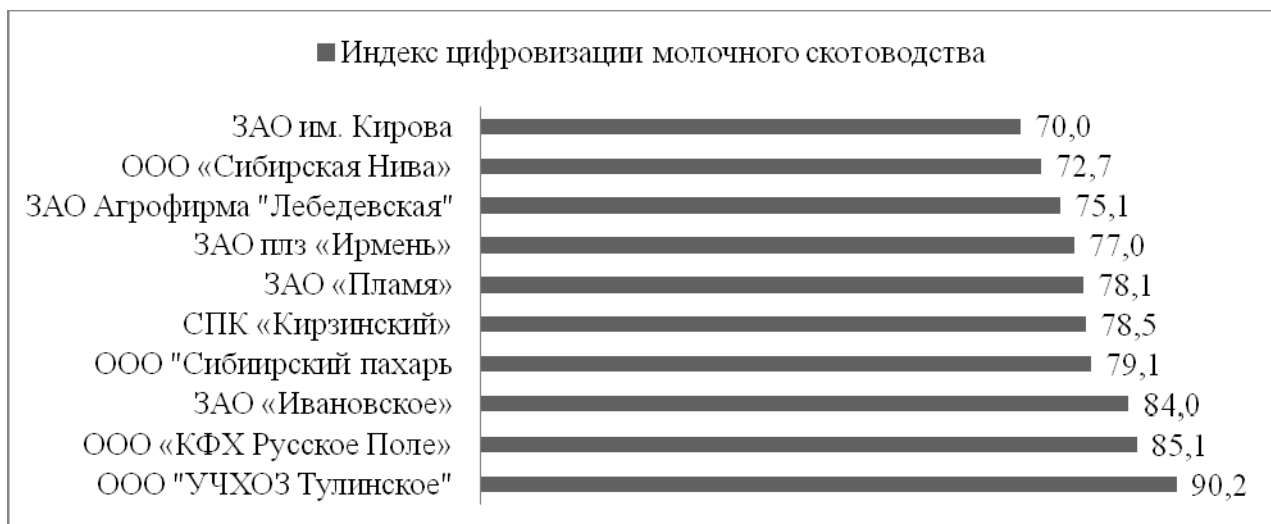 Индекс цифровизации молочного скотоводства
ЗАО им. Кирова 70,0
ООО «Сибирская Нива» 72,7
ЗАО Агрофирма "Лебедевская" 75,1
ЗАО плз «Ирмень» 77,0
ЗАО «Пламя» 78,1
СПК «Кирзинский» 78,5
ООО "Сибиирский пахарь 79,1
ЗАО «Ивановское» 84,0
ООО «КФХ Русское Поле» 85,1
ООО "УЧХОЗ Тулинское" 90,2